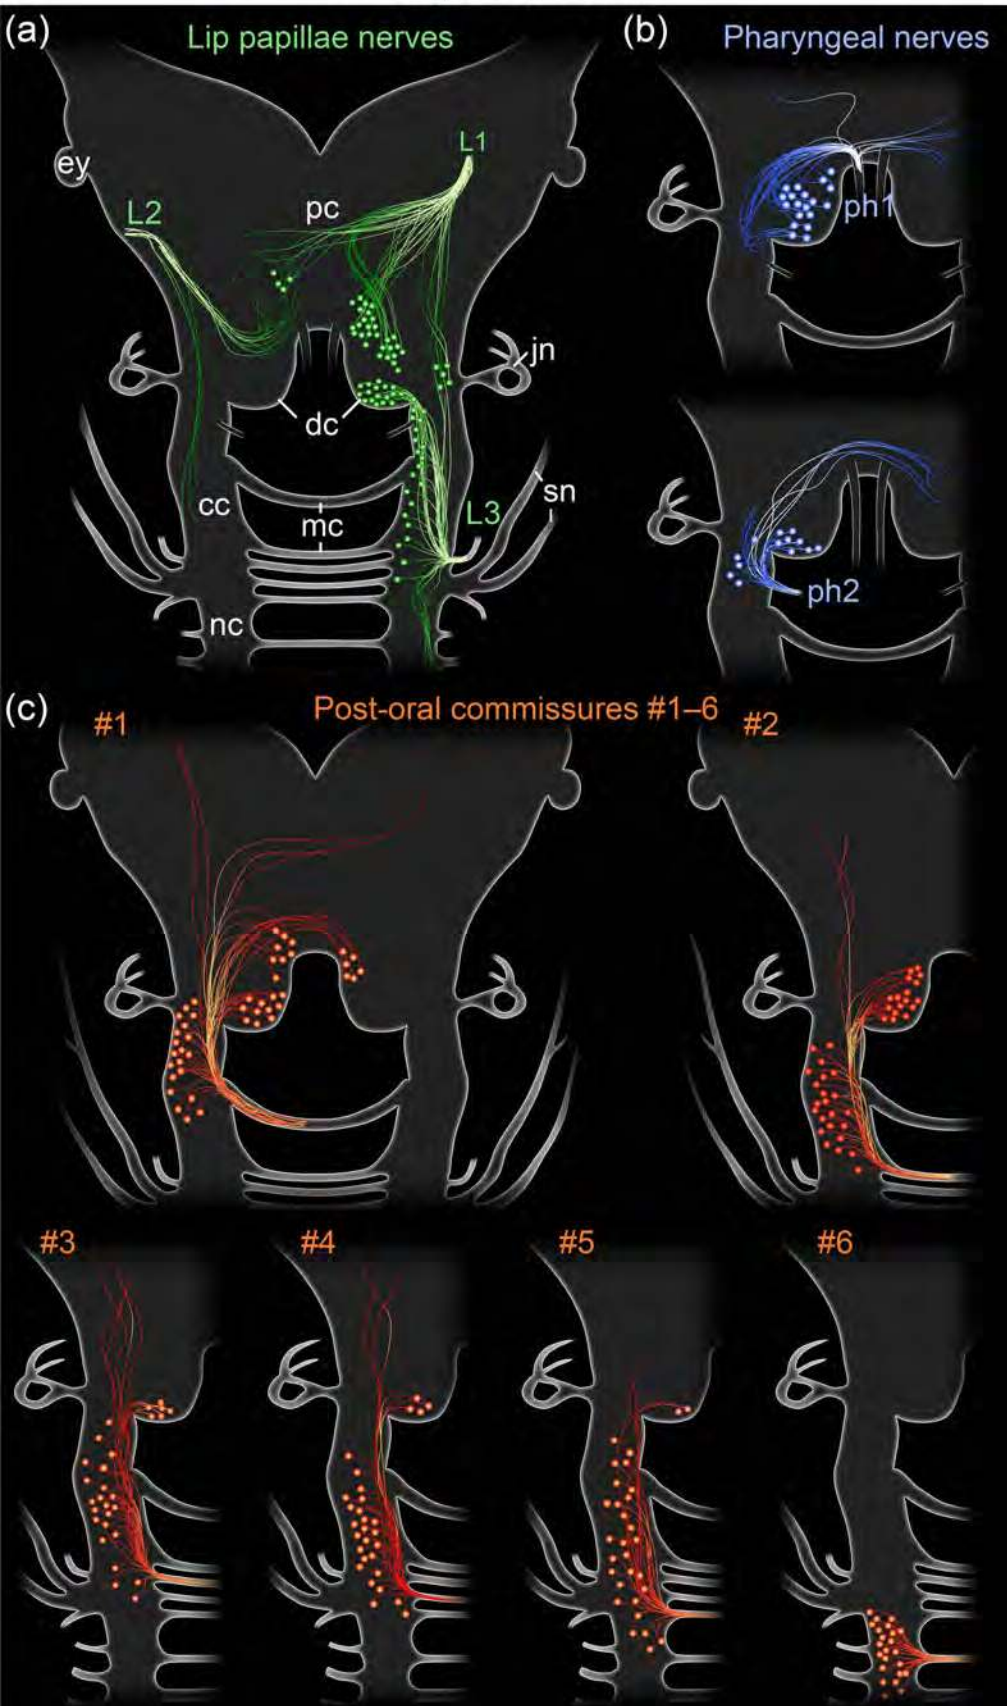 (a) Lip papillae nerves
(b) Pharyngeal nerves
L1
ey
pc
L2
ph1
jn
dc
sn
cc
mc
L3
ph2
nc
(c) Post-oral commissures #1–6
#1
#2
#3
#4
#5
#6